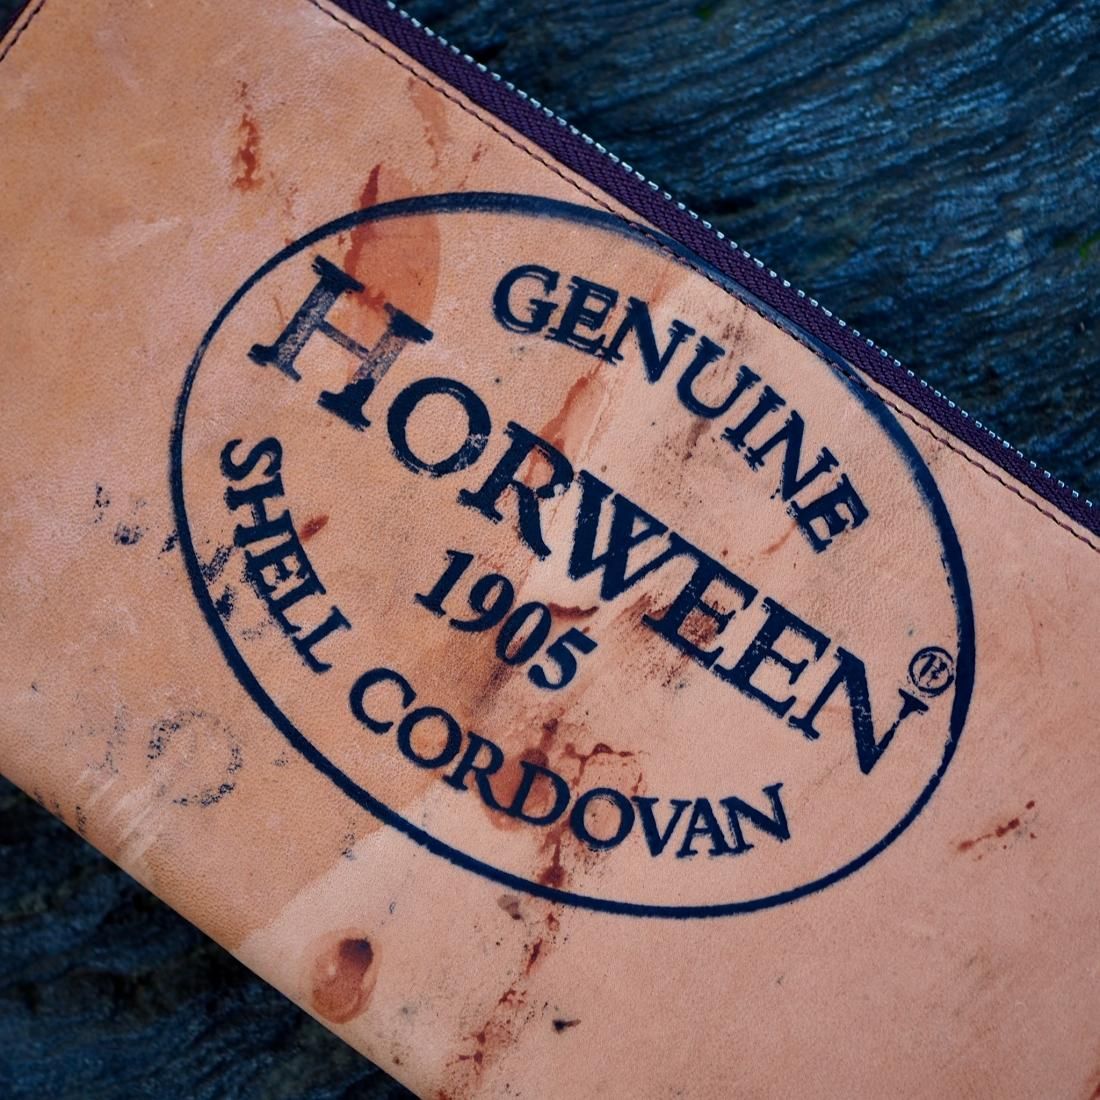 GENUINE
HORWEEN ®
1905
SHELL CORDOVAN